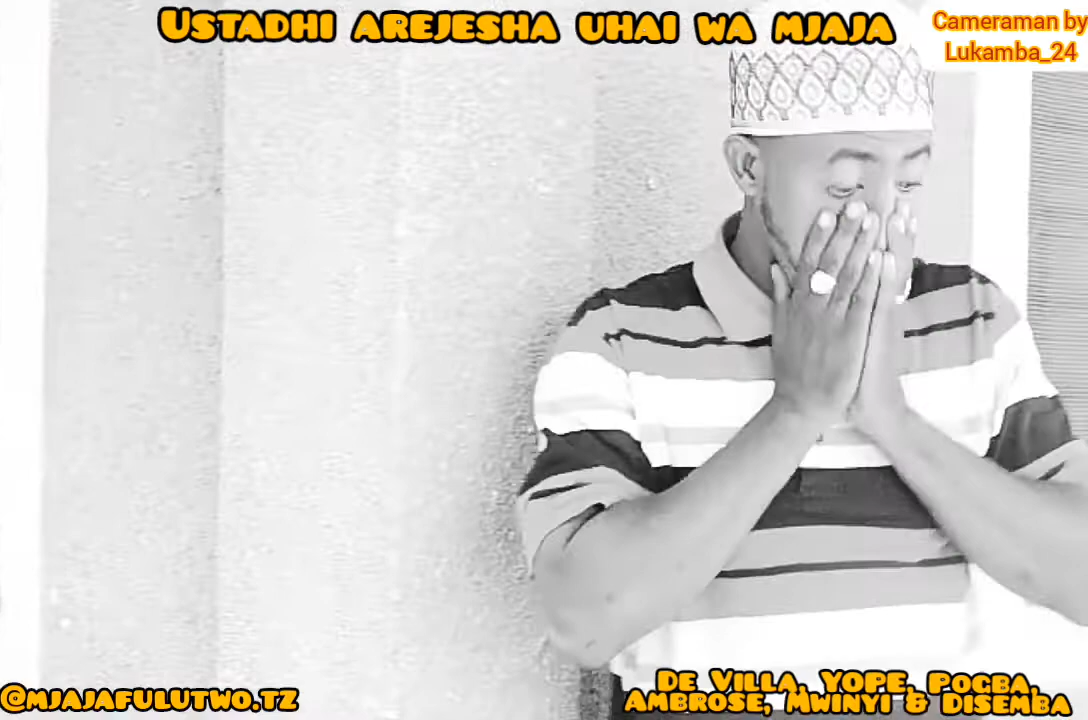 Ustadhi arejesha uhai wa mjaja
Cameraman by
Lukamba_24
@mjajafulutwo.tz
De Villa, YOPE, Pogba,
Ambrose, Mwinyi & Disemba